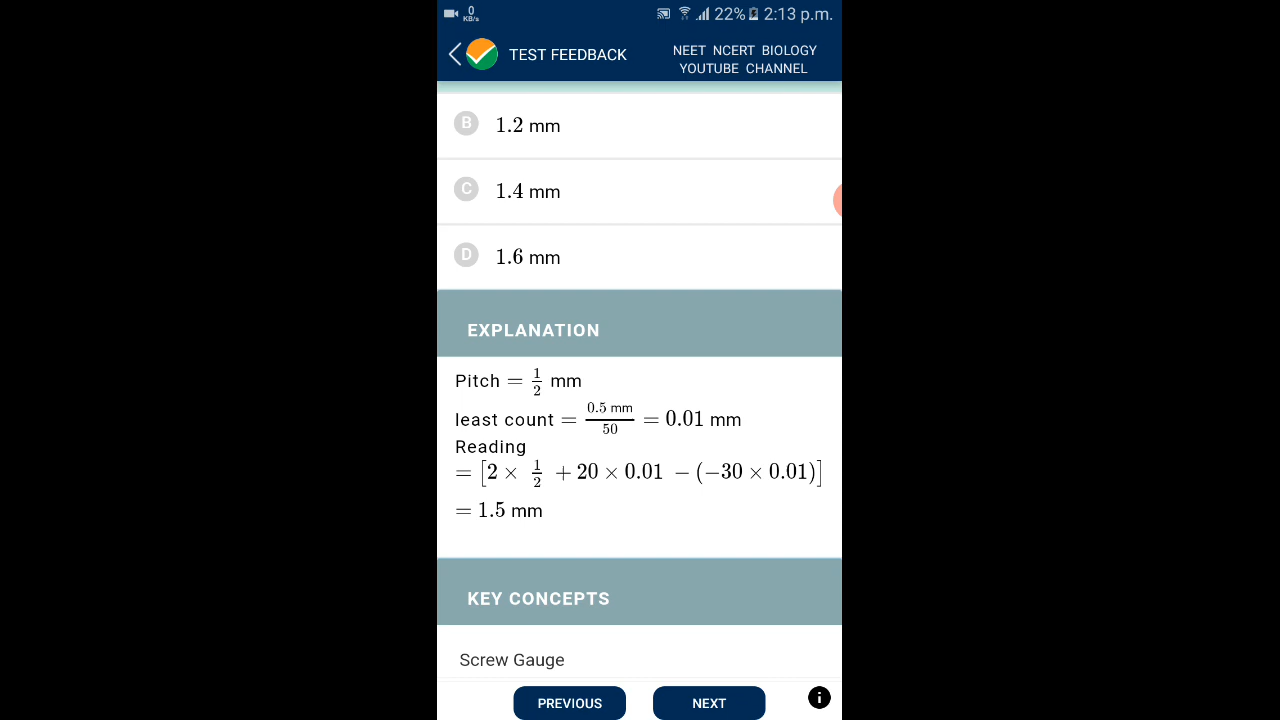 0 KB/s 22% 2:13 p.m.
TEST FEEDBACK
NEET NCERT BIOLOGY
YOUTUBE CHANNEL
B 1.2 mm
C 1.4 mm
D 1.6 mm
EXPLANATION
Pitch = 1/2 mm
least count = 0.5 mm/50 = 0.01 mm
Reading
= [2 × 1/2 + 20 × 0.01 − (−30 × 0.01)]
= 1.5 mm
KEY CONCEPTS
Screw Gauge
PREVIOUS NEXT i